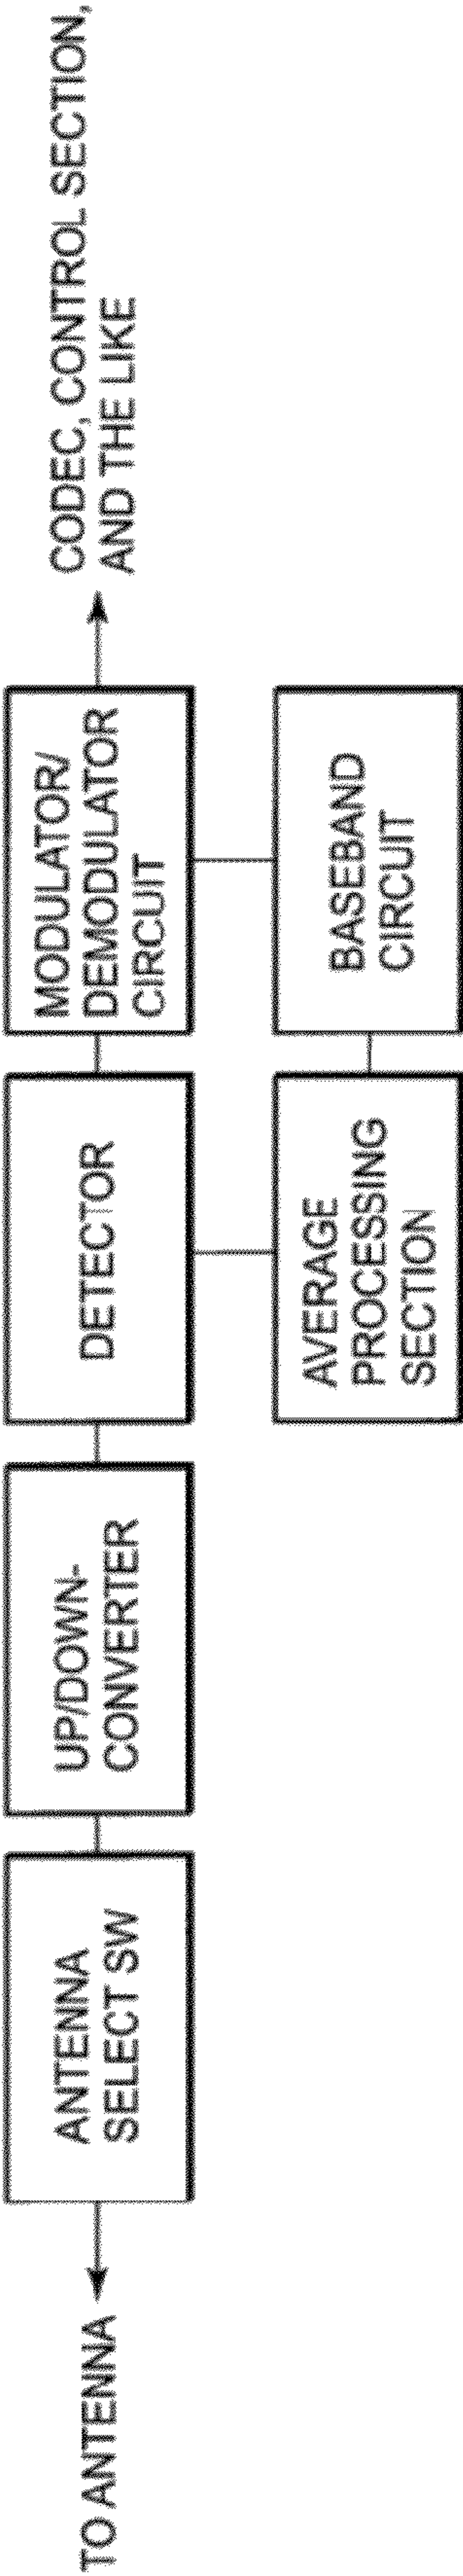 TO ANTENNA
ANTENNA
SELECT SW
UP/DOWN-
CONVERTER
DETECTOR
MODULATOR/
DEMODULATOR
CIRCUIT
CODEC, CONTROL SECTION,
AND THE LIKE
AVERAGE
PROCESSING
SECTION
BASEBAND
CIRCUIT